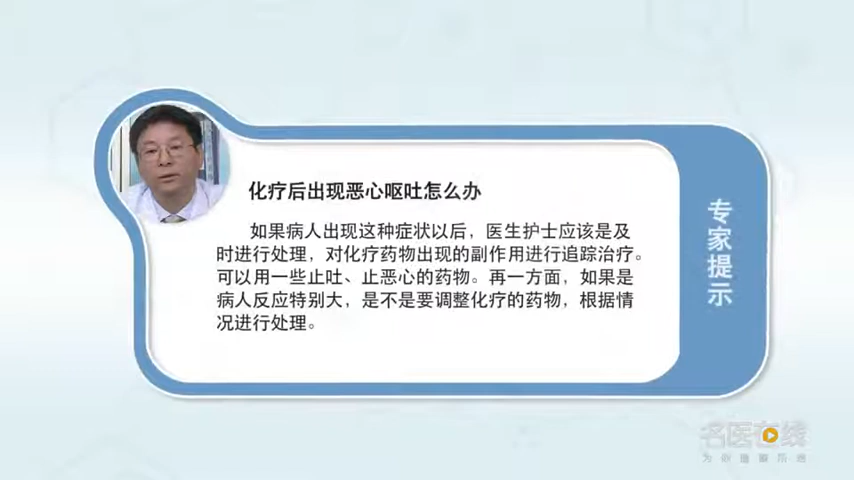 化疗后出现恶心呕吐怎么办
如果病人出现这种症状以后，医生护士应该是及
时进行处理，对化疗药物出现的副作用进行追踪治疗。
可以用一些止吐、止恶心的药物。再一方面，如果是
病人反应特别大，是不是要调整化疗的药物，根据情
况进行处理。
专家提示
名医在线